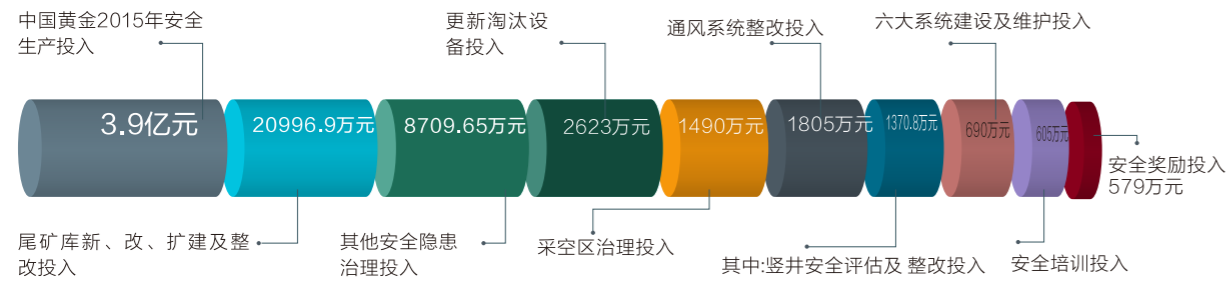 中国黄金2015年安全
生产投入
更新淘汰设
备投入
通风系统整改投入
六大系统建设及维护投入
3.9亿元
20996.9万元
8709.65万元
2623万元
1490万元
1805万元
1370.8万元
690万元
605万元
安全奖励投入
579万元
尾矿库新、改、扩建及整
改投入
其他安全隐患
治理投入
采空区治理投入
其中:竖井安全评估及 整改投入
安全培训投入